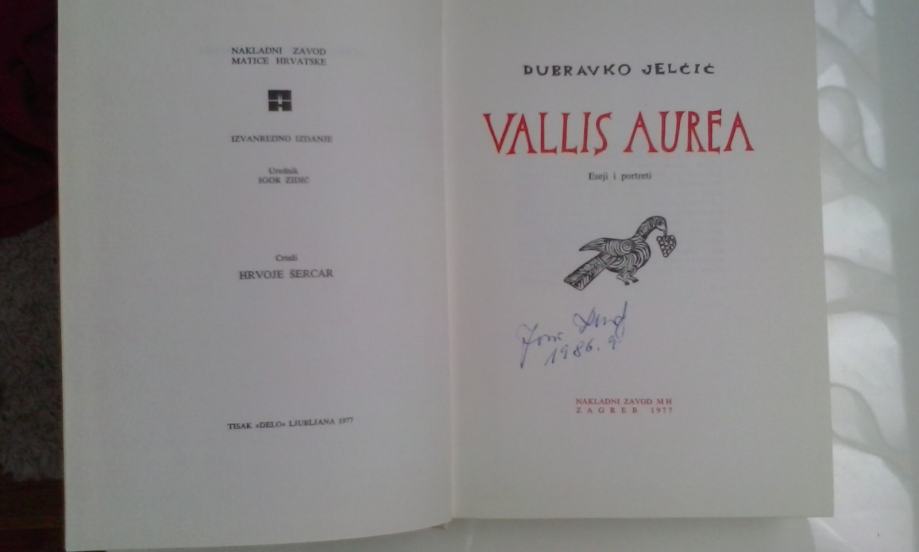 NAKLADNI ZAVOD
MATICE HRVATSKE
IZVANREDNO IZDANJE
Urednik
IGOR ZIDIĆ
Crteži
HRVOJE ŠERCAR
TISAK »DELO« LJUBLJANA 1977
DUBRAVKO JELČIĆ
VALLIS AUREA
Eseji i portreti
1986.
NAKLADNI ZAVOD MH
ZAGREB 1977